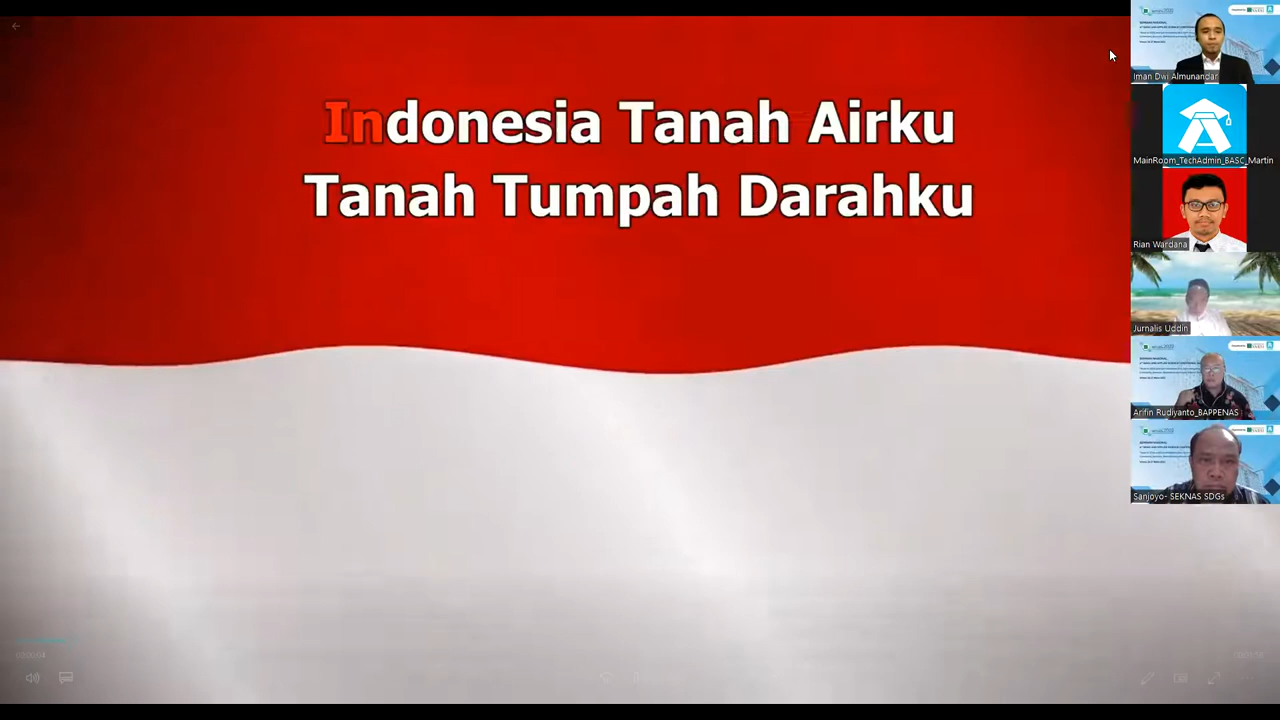 Indonesia Tanah Airku
Tanah Tumpah Darahku
Iman Dwi Almunandar
MainRoom_TechAdmin_BASC_Martin
Rian Wardana
Jurnalis Uddin
Arifin Rudiyanto_BAPPENAS
Sanjoyo- SEKNAS SDGs